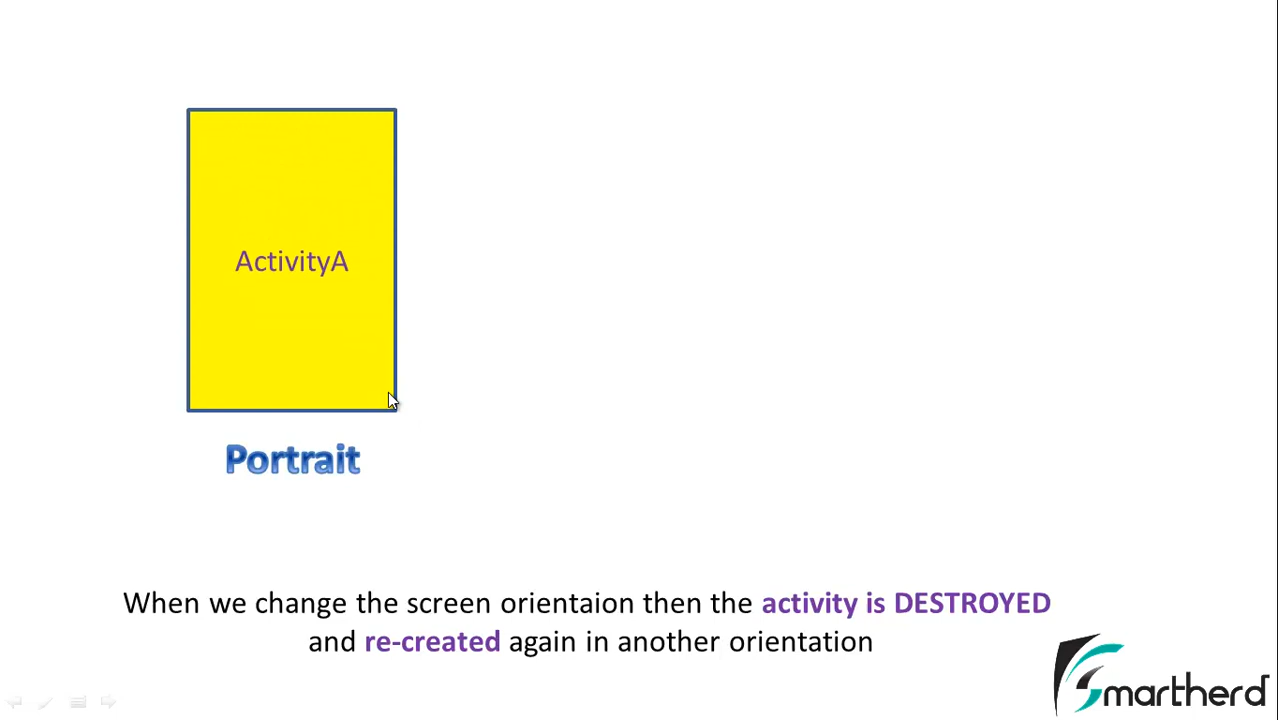 ActivityA
Portrait
When we change the screen orientaion then the activity is DESTROYED
and re-created again in another orientation
Smartherd